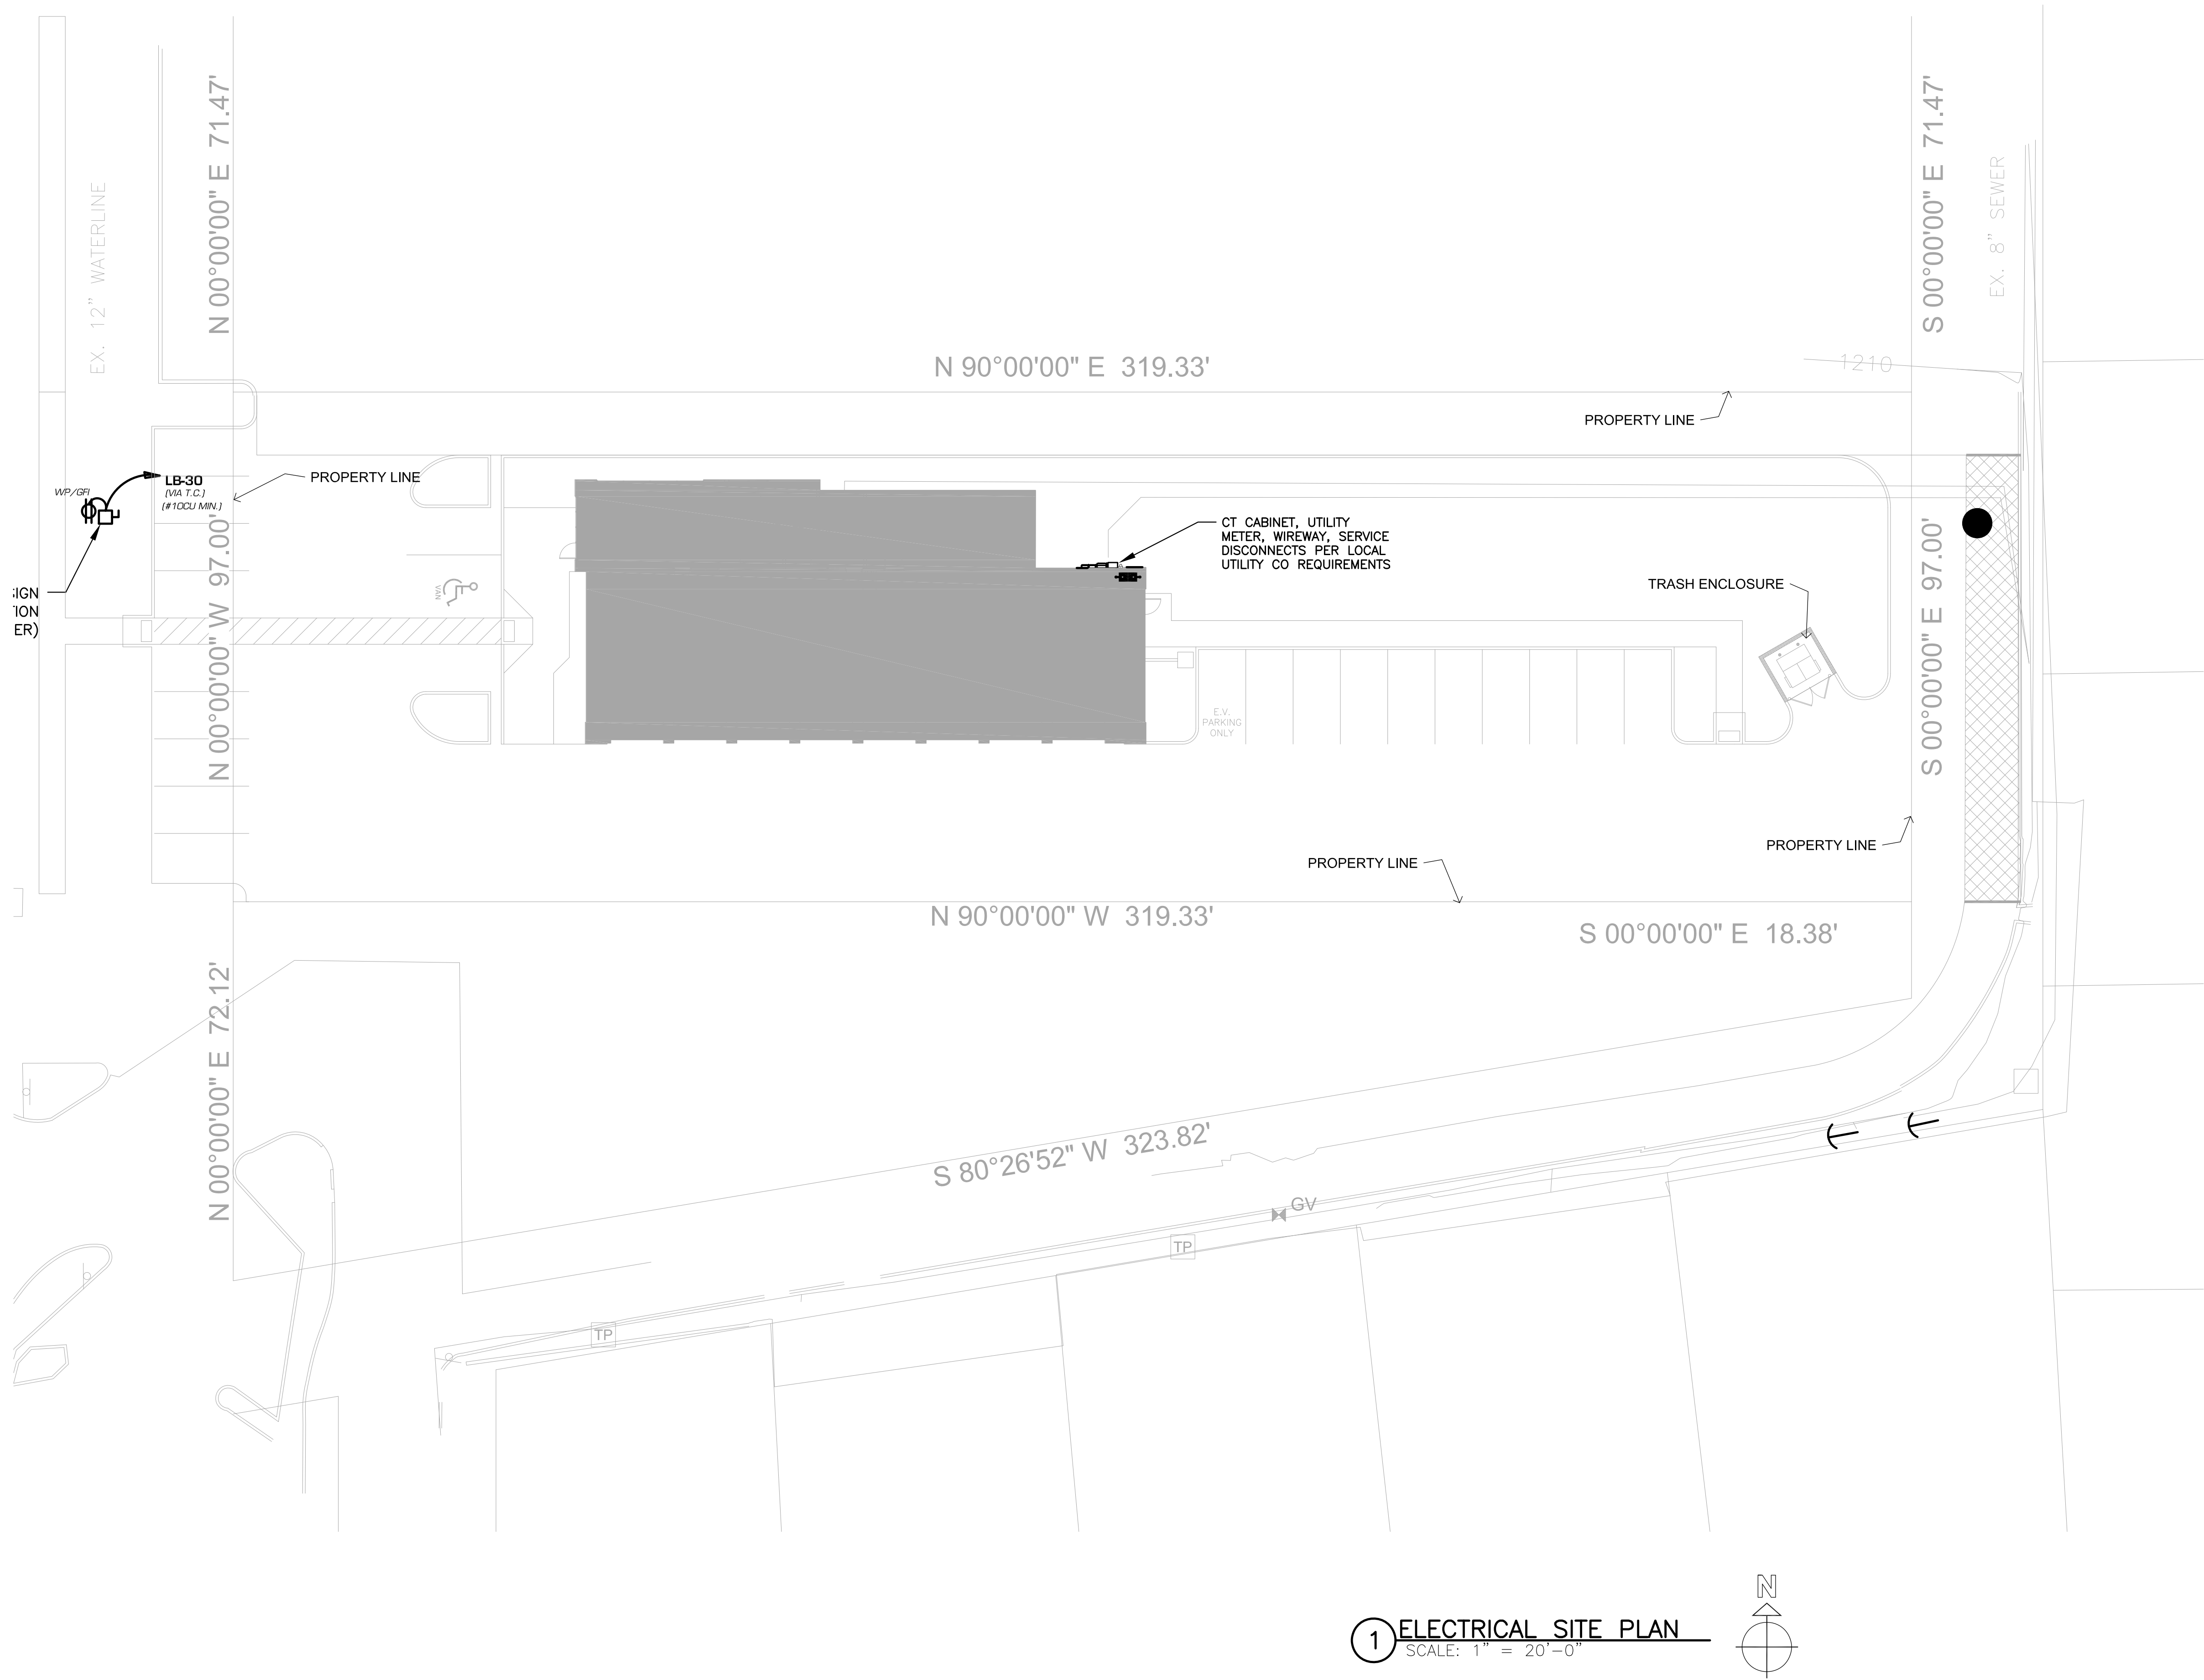 N 00°00'00" E 71.47'
S 00°00'00" E 71.47'
EX. 12" WATERLINE
EX. 8" SEWER
N 90°00'00" E 319.33'
1210
PROPERTY LINE
PROPERTY LINE
WP/GFI
LB-30
(VIA T.C.)
(#10CU MIN.)
IGN
ION
ER)
N 00°00'00" W 97.00'
VAN
CT CABINET, UTILITY
METER, WIREWAY, SERVICE
DISCONNECTS PER LOCAL
UTILITY CO REQUIREMENTS
TRASH ENCLOSURE
S 00°00'00" E 97.00'
E.V.
PARKING
ONLY
PROPERTY LINE
PROPERTY LINE
N 90°00'00" W 319.33'
S 00°00'00" E 18.38'
N 00°00'00" E 72.12'
S 80°26'52" W 323.82'
GV
TP
TP
N
1
ELECTRICAL SITE PLAN
SCALE: 1" = 20'-0"